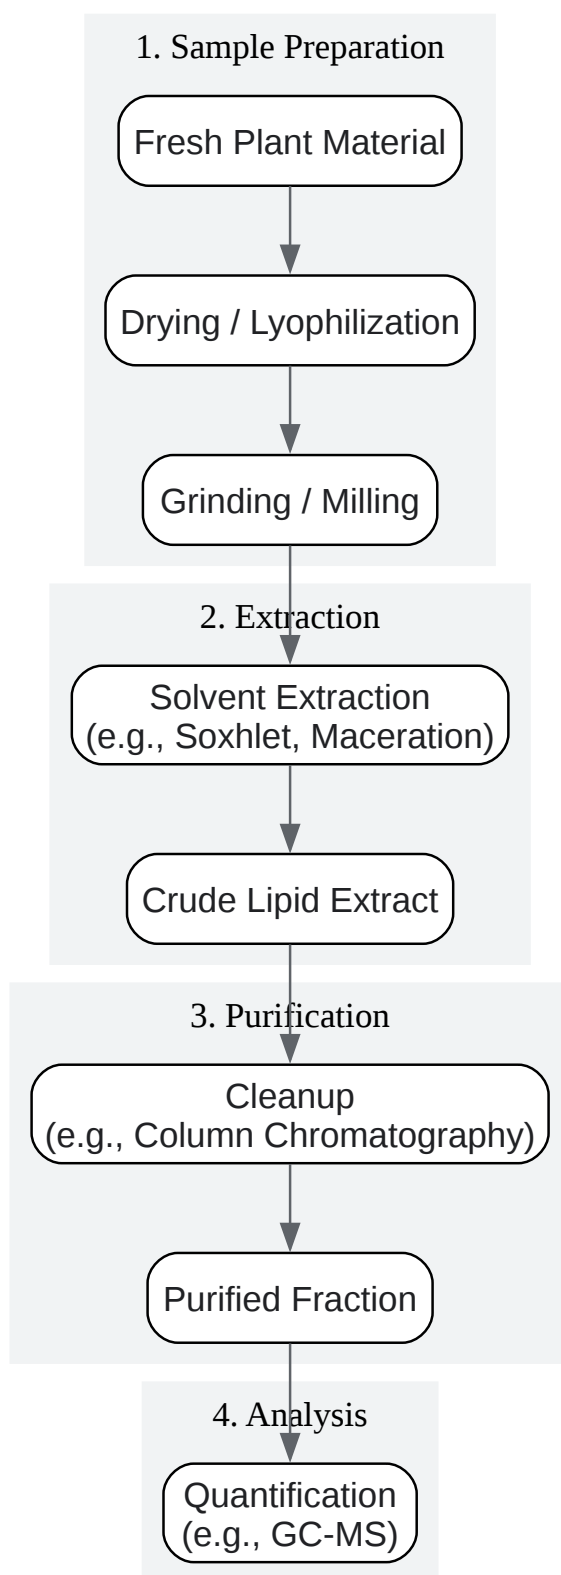 1. Sample Preparation
Fresh Plant Material
Drying / Lyophilization
Grinding / Milling
2. Extraction
Solvent Extraction
(e.g., Soxhlet, Maceration)
Crude Lipid Extract
3. Purification
Cleanup
(e.g., Column Chromatography)
Purified Fraction
4. Analysis
Quantification
(e.g., GC-MS)